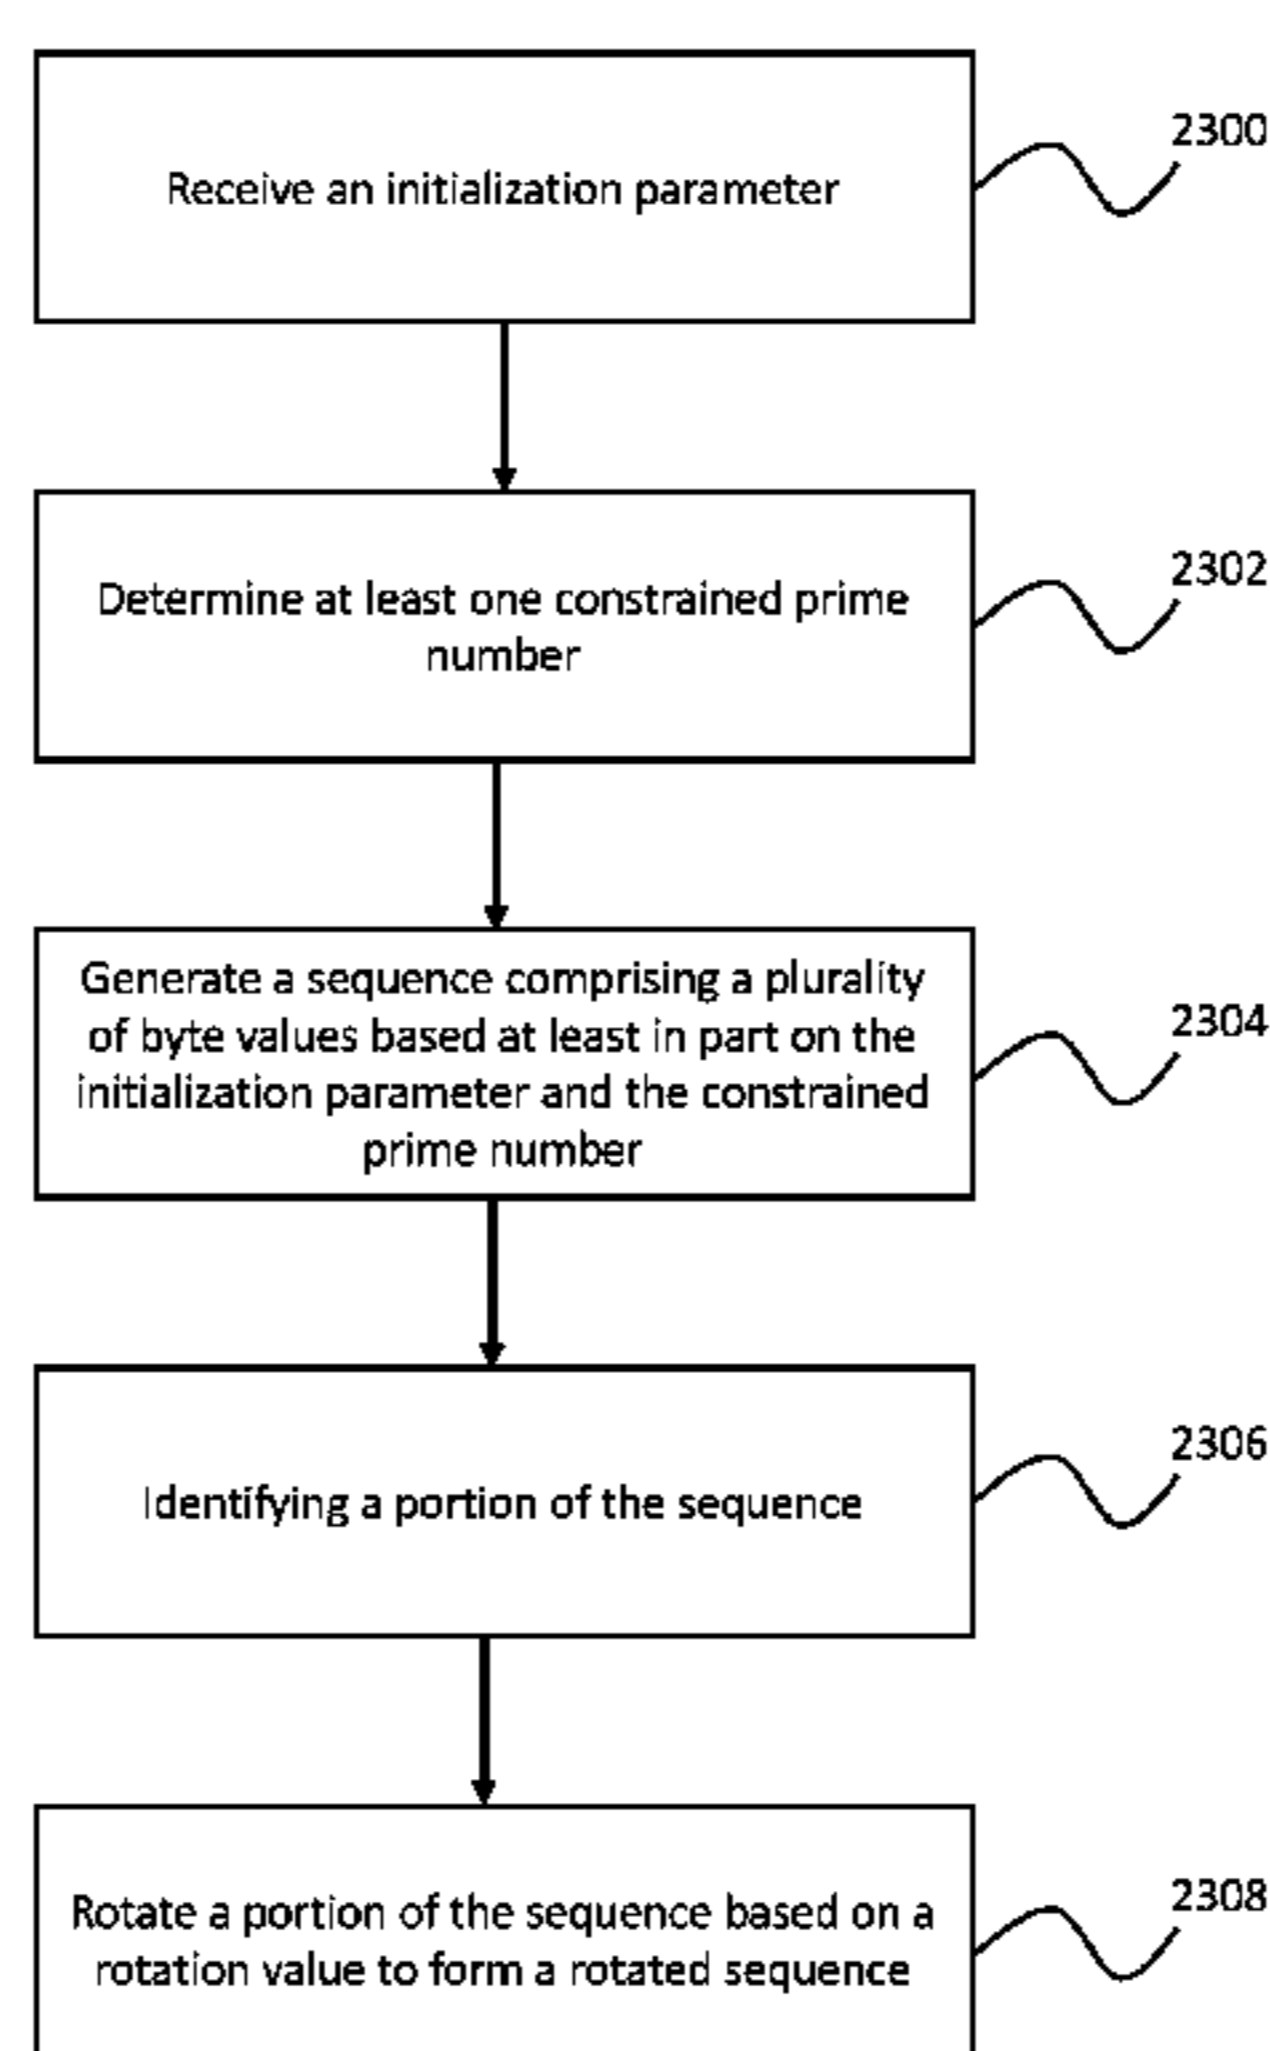 2300
Receive an initialization parameter
2302
Determine at least one constrained prime
number
2304
Generate a sequence comprising a plurality
of byte values based at least in part on the
initialization parameter and the constrained
prime number
2306
Identifying a portion of the sequence
2308
Rotate a portion of the sequence based on a
rotation value to form a rotated sequence